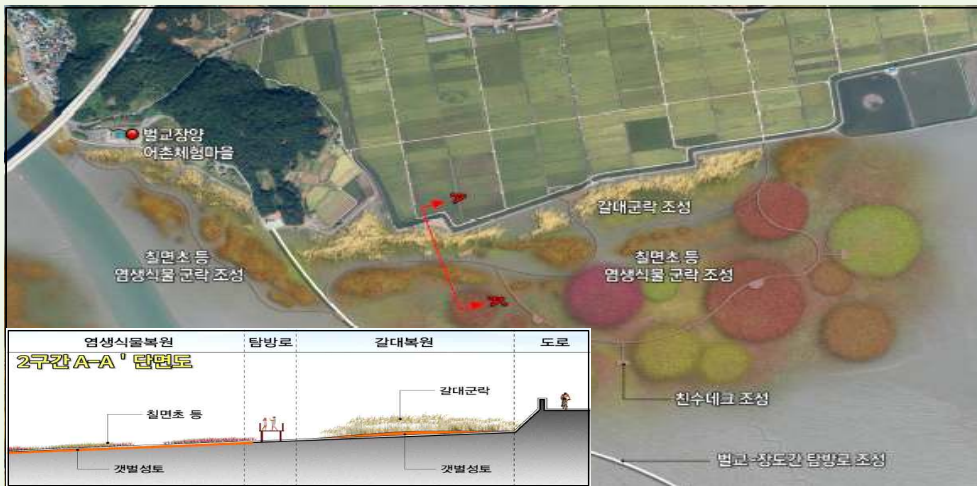 벌교장양
어촌체험마을
갈대군락 조성
칠면초 등
염생식물 군락 조성
칠면초 등
염생식물 군락 조성
친수데크 조성
벌교-장도간 탐방로 조성
염생식물복원
탐방로
갈대복원
도로
2구간 A-A' 단면도
칠면초 등
갈대군락
갯벌성토
갯벌성토